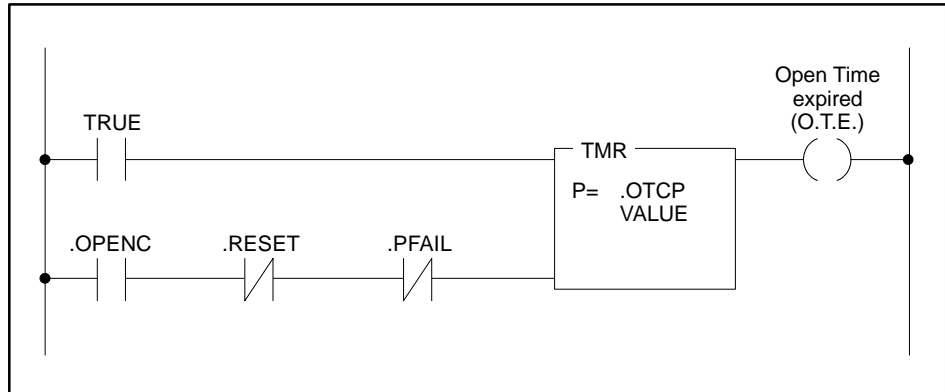 Open Time
expired
(O.T.E.)
TRUE
TMR
P= .OTCP
VALUE
.OPENC .RESET .PFAIL